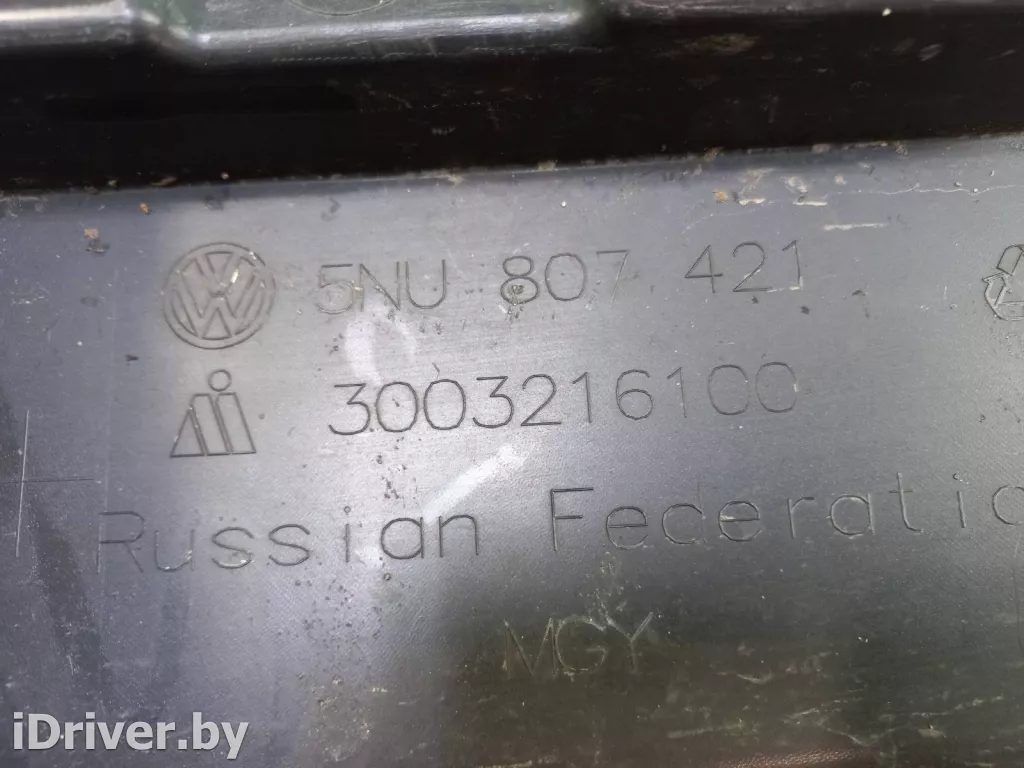 5NU 807 421
3003216100
Russian Federatio
MGY
iDriver.by